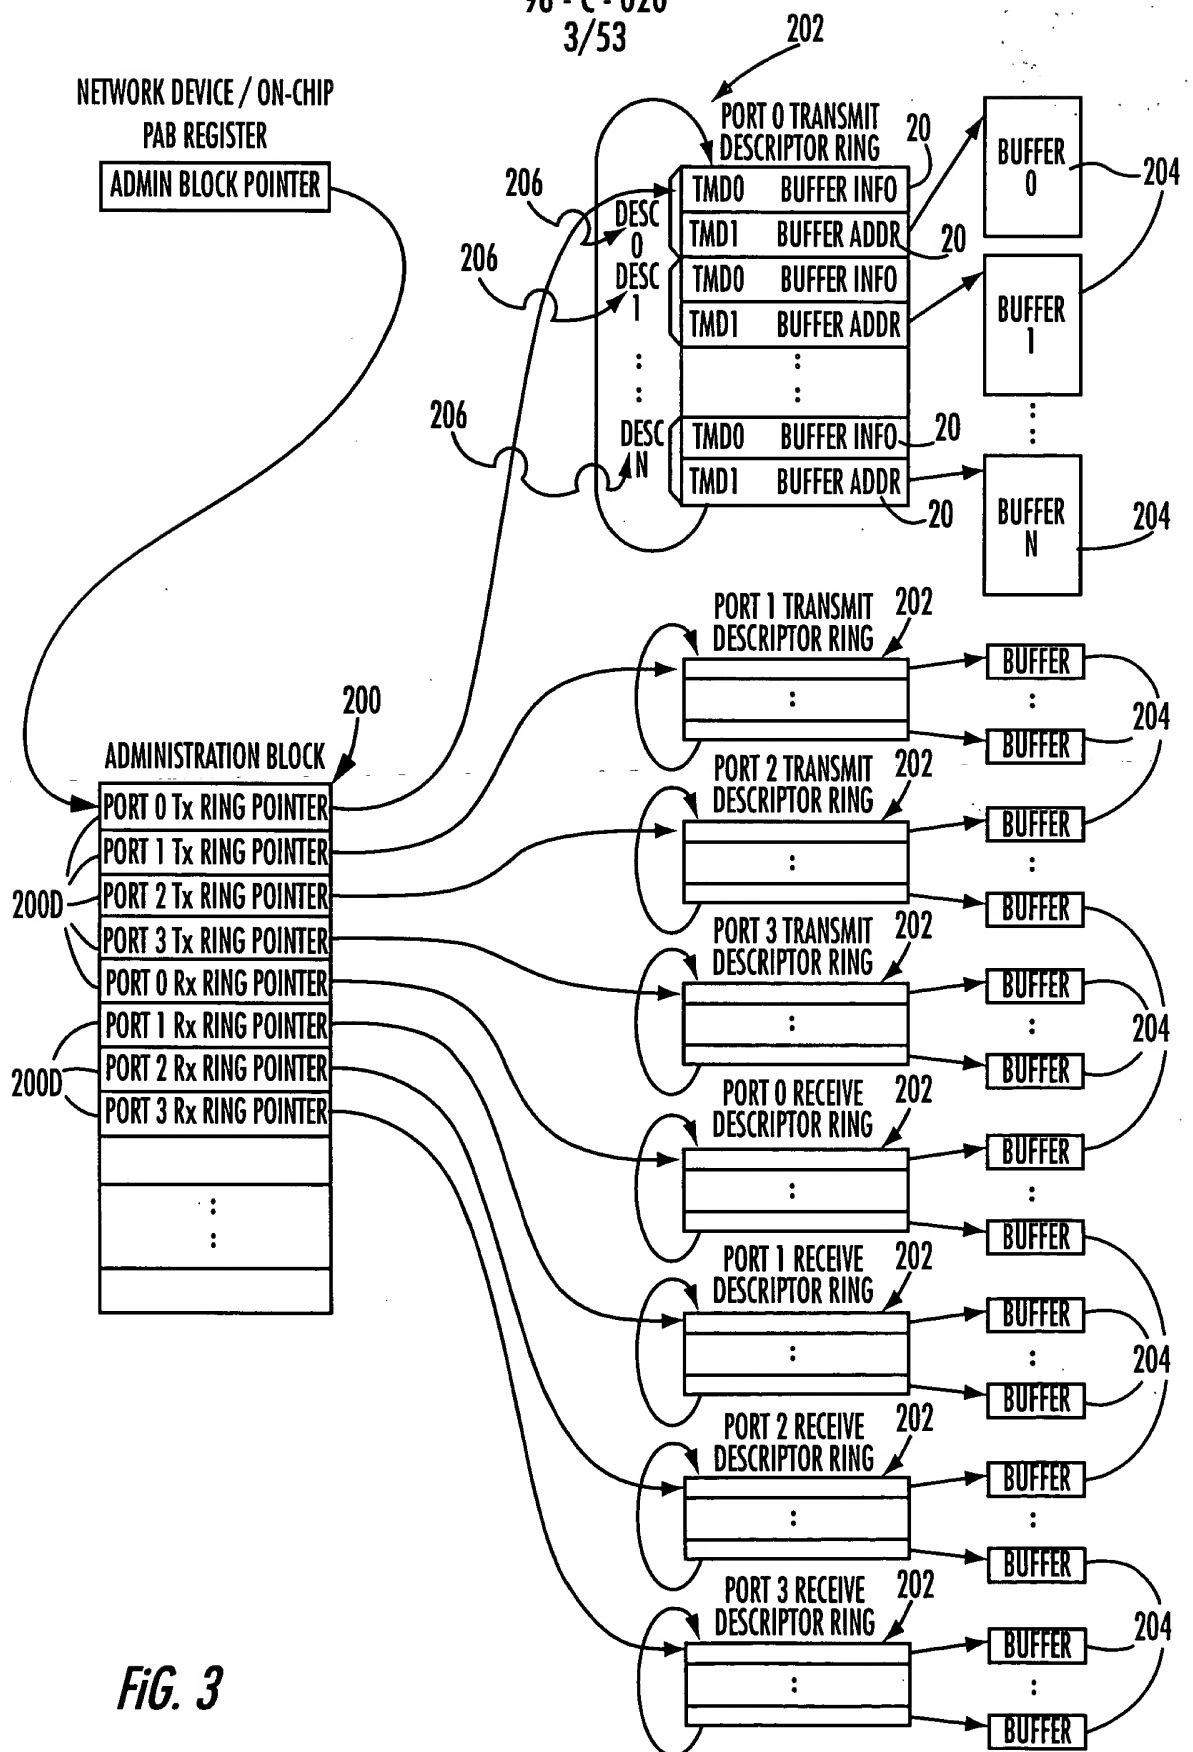 3/53
202
NETWORK DEVICE / ON-CHIP
PAB REGISTER
ADMIN BLOCK POINTER
PORT 0 TRANSMIT
DESCRIPTOR RING
20
206
DESC
0
TMD0 BUFFER INFO
TMD1 BUFFER ADDR
20
BUFFER
0
204
206
DESC
1
TMD0 BUFFER INFO
TMD1 BUFFER ADDR
BUFFER
1
:
:
:
:
206
DESC
N
TMD0 BUFFER INFO
20
TMD1 BUFFER ADDR
20
BUFFER
N
204
PORT 1 TRANSMIT
DESCRIPTOR RING
202
BUFFER
:
:
BUFFER
204
200
ADMINISTRATION BLOCK
PORT 0 Tx RING POINTER
PORT 1 Tx RING POINTER
PORT 2 Tx RING POINTER
PORT 3 Tx RING POINTER
PORT 0 Rx RING POINTER
PORT 1 Rx RING POINTER
PORT 2 Rx RING POINTER
PORT 3 Rx RING POINTER
:
:
200D
200D
PORT 2 TRANSMIT
DESCRIPTOR RING
202
BUFFER
:
:
BUFFER
PORT 3 TRANSMIT
DESCRIPTOR RING
202
BUFFER
:
:
BUFFER
204
PORT 0 RECEIVE
DESCRIPTOR RING
202
BUFFER
:
:
BUFFER
PORT 1 RECEIVE
DESCRIPTOR RING
202
BUFFER
:
:
BUFFER
204
PORT 2 RECEIVE
DESCRIPTOR RING
202
BUFFER
:
:
BUFFER
PORT 3 RECEIVE
DESCRIPTOR RING
202
BUFFER
:
:
BUFFER
204
FIG. 3